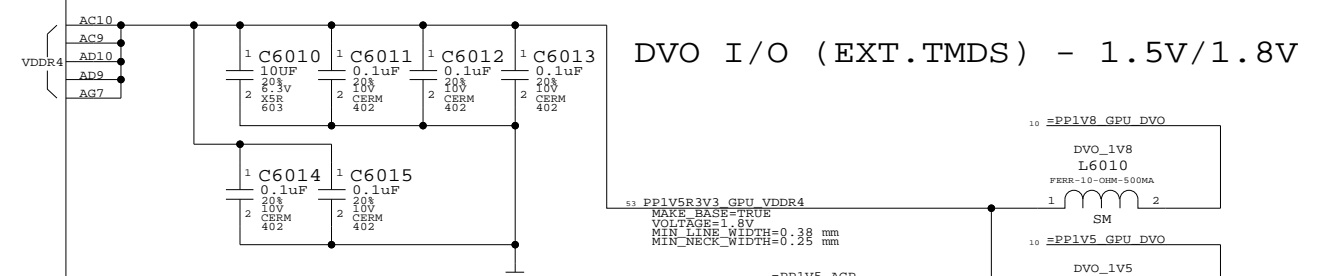 AC10
AC9
AD10
AD9
AG7
VDDR4
1 C6010
10UF
20%
6.3V
2 X5R
603
1 C6011
0.1uF
20%
10V
2 CERM
402
1 C6012
0.1uF
20%
10V
2 CERM
402
1 C6013
0.1uF
20%
10V
2 CERM
402
DVO I/O (EXT.TMDS) - 1.5V/1.8V
1 C6014
0.1uF
20%
10V
2 CERM
402
1 C6015
0.1uF
20%
10V
2 CERM
402
10 =PP1V8_GPU_DVO
DVO_1V8
L6010
FERR-10-OHM-500MA
1 2
SM
53 PP1V5R3V3_GPU_VDDR4
MAKE_BASE=TRUE
VOLTAGE=1.8V
MIN_LINE_WIDTH=0.38 mm
MIN_NECK_WIDTH=0.25 mm
10 =PP1V5_GPU_DVO
DVO_1V5
=PP1V5_AGP